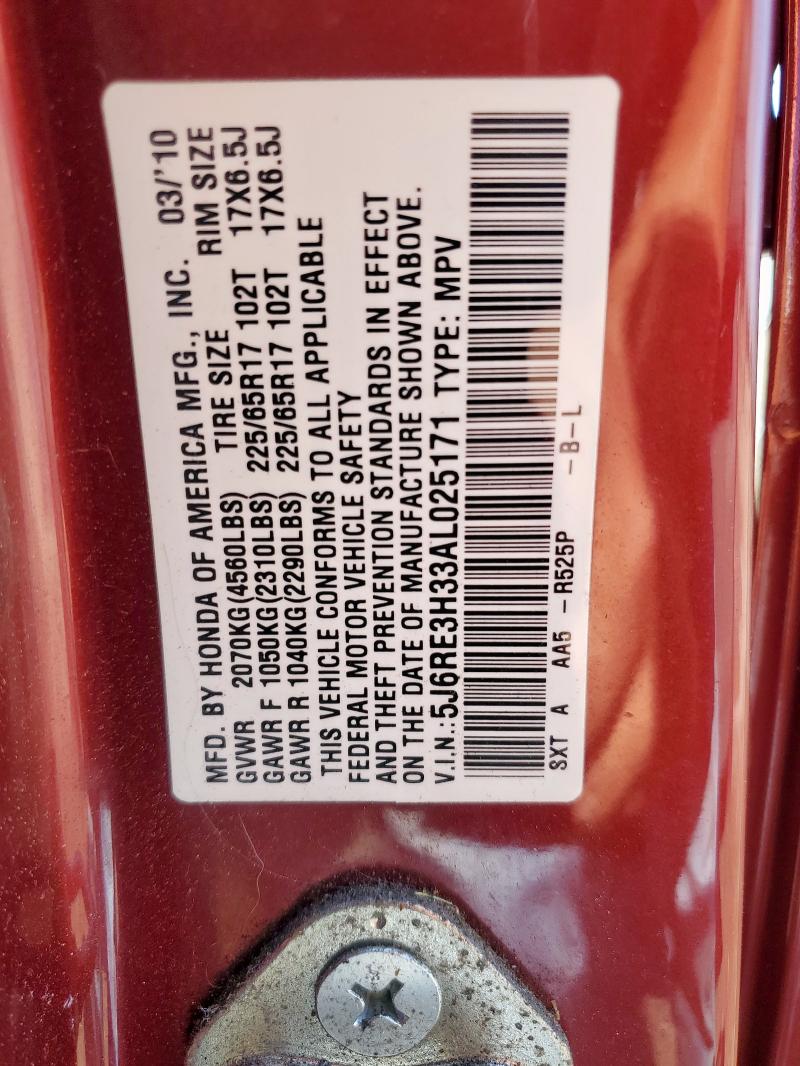 MFD. BY HONDA OF AMERICA MFG., INC. 03/'10
GVWR 2070KG(4560LBS) TIRE SIZE RIM SIZE
GAWR F 1050KG(2310LBS) 225/65R17 102T 17X6.5J
GAWR R 1040KG(2290LBS) 225/65R17 102T 17X6.5J
THIS VEHICLE CONFORMS TO ALL APPLICABLE
FEDERAL MOTOR VEHICLE SAFETY
AND THEFT PREVENTION STANDARDS IN EFFECT
ON THE DATE OF MANUFACTURE SHOWN ABOVE.
V.I.N.:5J6RE3H33AL025171 TYPE: MPV
SXT A AA5 -R525P -B-L